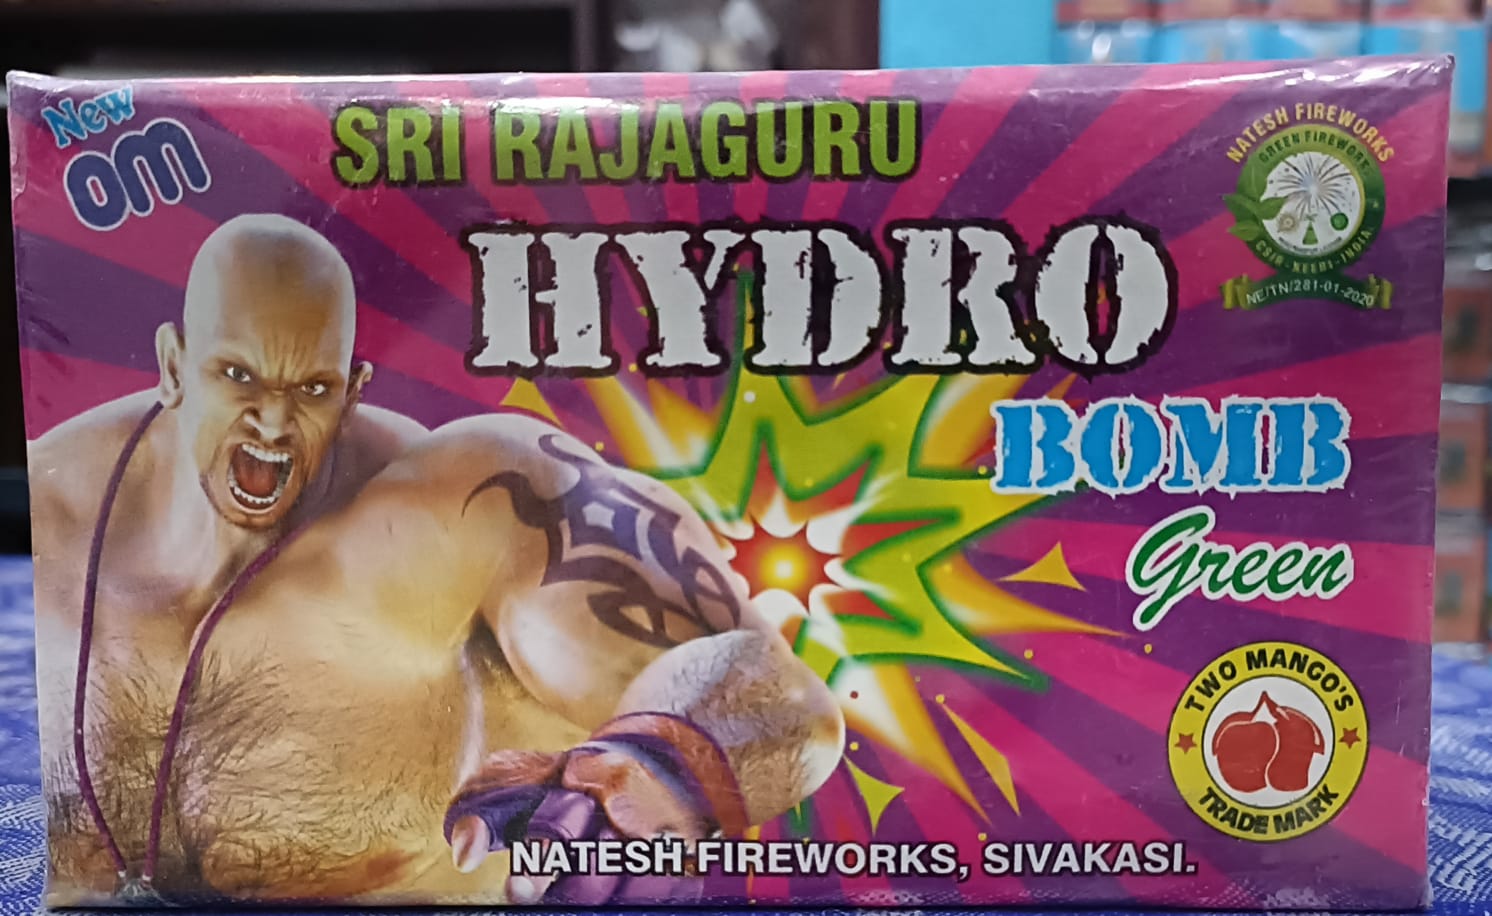 New
om
SRI RAJAGURU
NATESH FIREWORKS
GREEN FIREWORK
CSIR-NEERI-INDIA
NE/TN/281-01-2020
HYDRO
BOMB
Green
TWO MANGO'S
TRADE MARK
NATESH FIREWORKS, SIVAKASI.